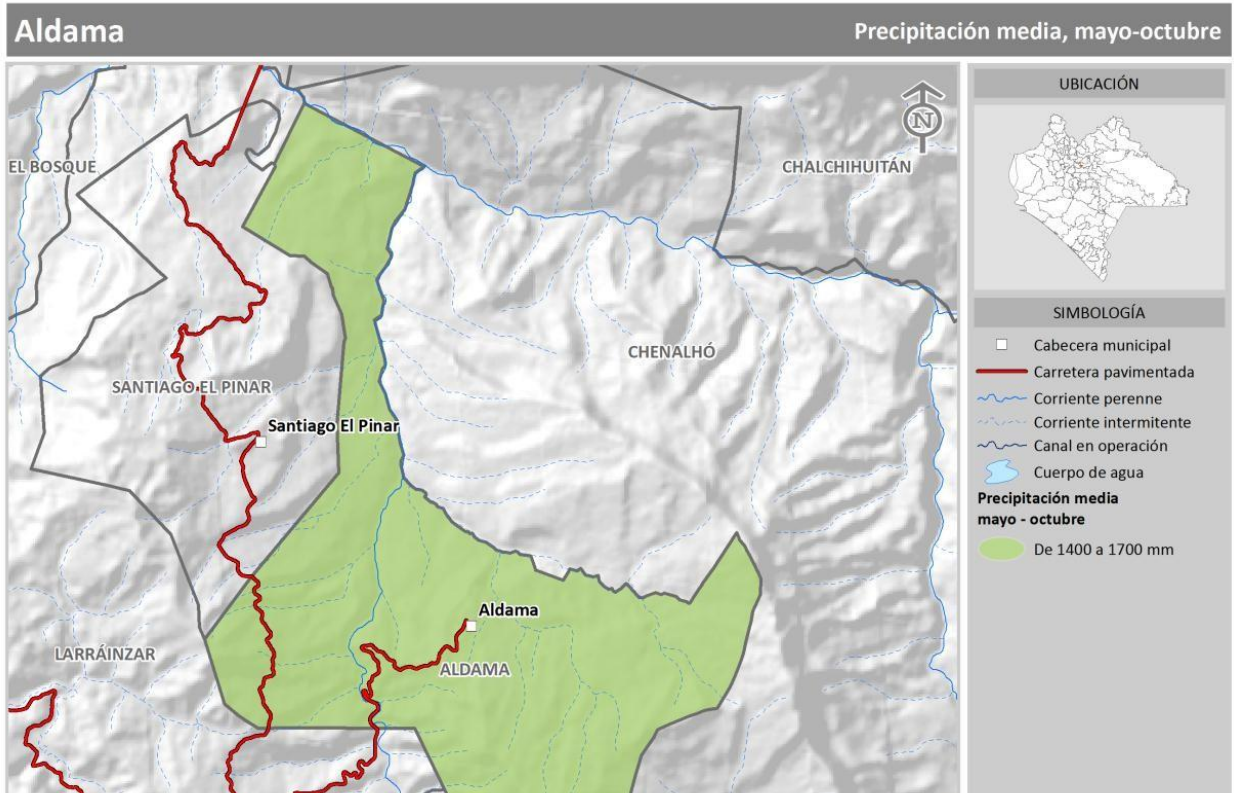 Aldama
Precipitación media, mayo-octubre
N
EL BOSQUE
CHALCHIHUITÁN
CHENALHÓ
SANTIAGO EL PINAR
Santiago El Pinar
Aldama
LARRÁINZAR
ALDAMA
UBICACIÓN
SIMBOLOGÍA
Cabecera municipal
Carretera pavimentada
Corriente perenne
Corriente intermitente
Canal en operación
Cuerpo de agua
Precipitación media
mayo - octubre
De 1400 a 1700 mm